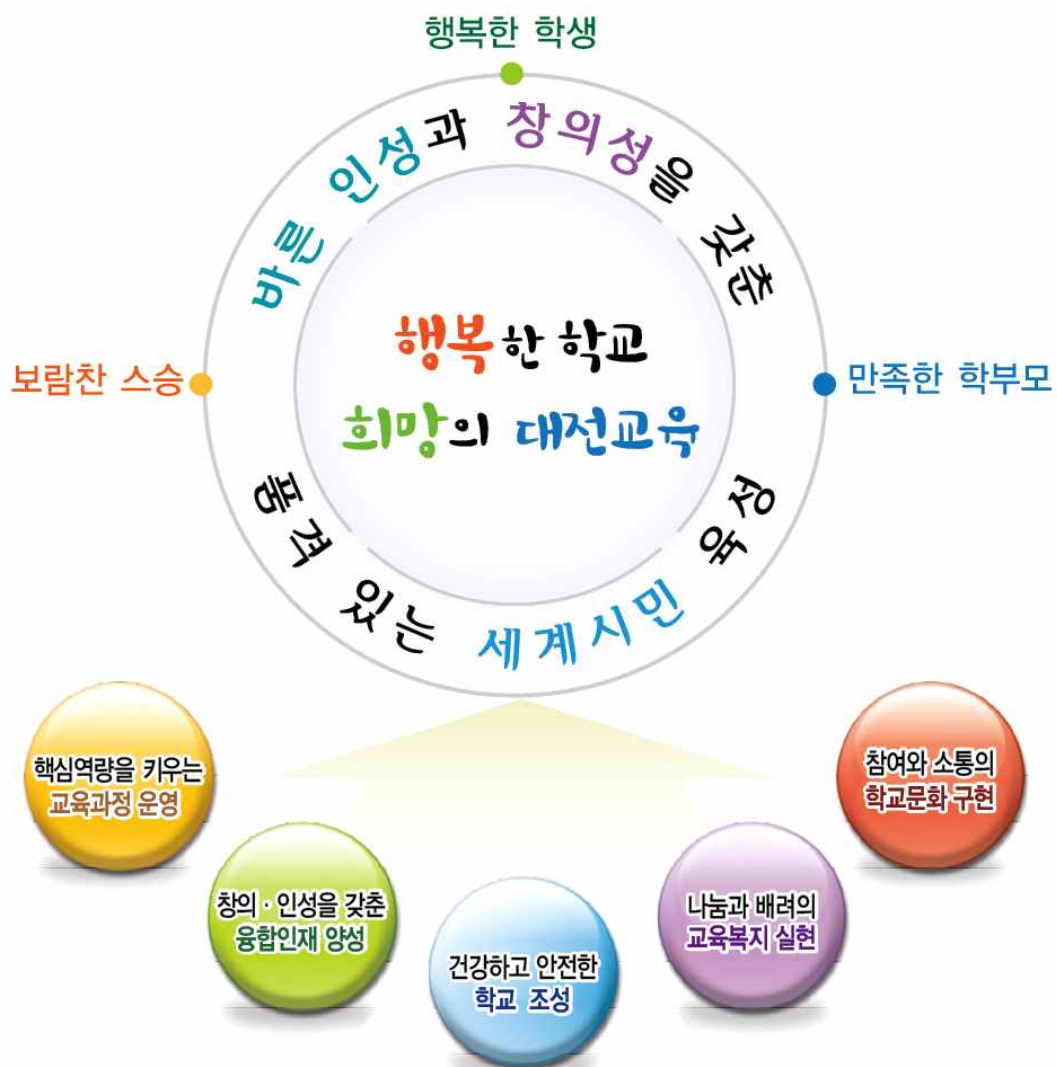 행복한 학생
바른 인성과 창의성을 갖춘
행복한 학교
희망의 대전교육
보람찬 스승
만족한 학부모
품격 있는 세계시민 육성
핵심역량을 키우는
교육과정 운영
창의·인성을 갖춘
융합인재 양성
건강하고 안전한
학교 조성
나눔과 배려의
교육복지 실현
참여와 소통의
학교문화 구현